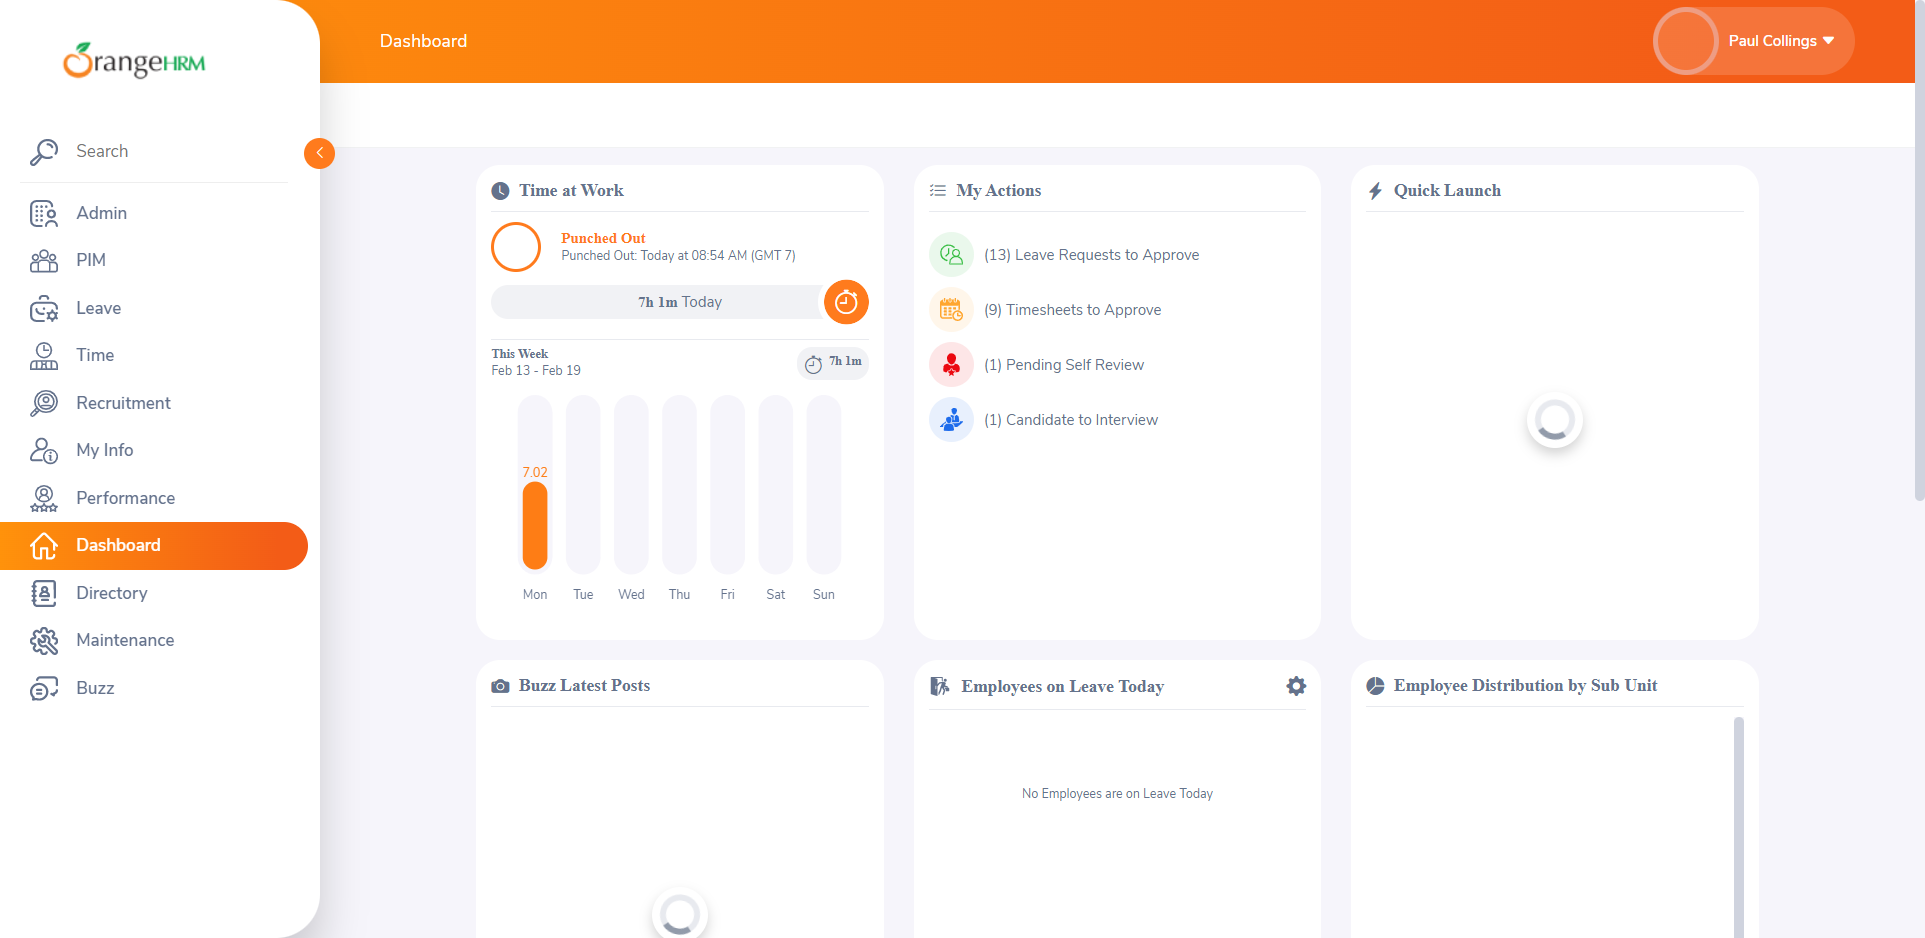 OrangeHRM
Dashboard
Paul Collings
Search
Admin
PIM
Leave
Time
Recruitment
My Info
Performance
Dashboard
Directory
Maintenance
Buzz
Time at Work
Punched Out
Punched Out: Today at 08:54 AM (GMT 7)
7h 1m Today
This Week
Feb 13 - Feb 19
7h 1m
7.02
Mon Tue Wed Thu Fri Sat Sun
My Actions
(13) Leave Requests to Approve
(9) Timesheets to Approve
(1) Pending Self Review
(1) Candidate to Interview
Quick Launch
Buzz Latest Posts
Employees on Leave Today
No Employees are on Leave Today
Employee Distribution by Sub Unit